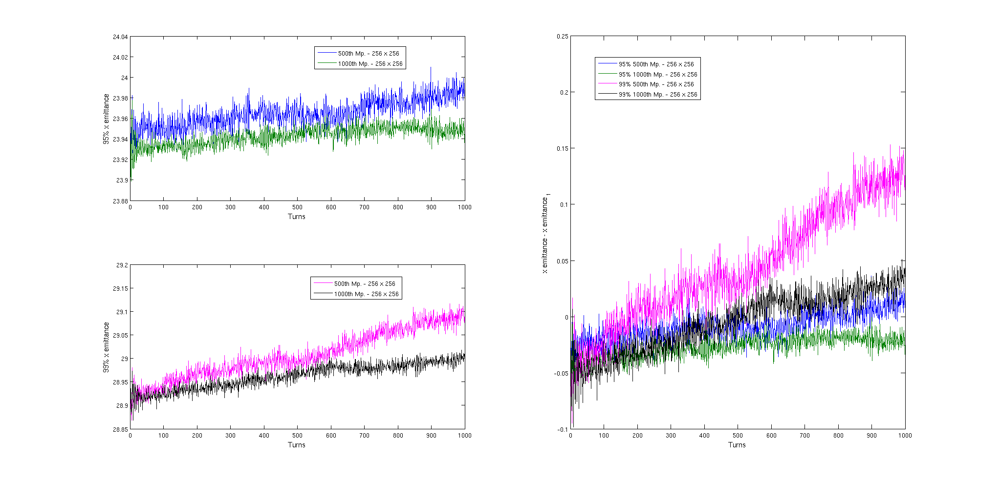 24.04
24.02
24
23.98
23.96
23.94
23.92
23.9
23.88
95% x emittance
500th Mp. - 256 x 256
1000th Mp. - 256 x 256
0 100 200 300 400 500 600 700 800 900 1000
Turns
29.2
29.15
29.1
29.05
29
28.95
28.9
28.85
99% x emittance
500th Mp. - 256 x 256
1000th Mp. - 256 x 256
0 100 200 300 400 500 600 700 800 900 1000
Turns
0.25
0.2
0.15
0.1
0.05
0
-0.05
-0.1
x emittance - x emittance 1
95% 500th Mp. - 256 x 256
95% 1000th Mp. - 256 x 256
99% 500th Mp. - 256 x 256
99% 1000th Mp. - 256 x 256
0 100 200 300 400 500 600 700 800 900 1000
Turns